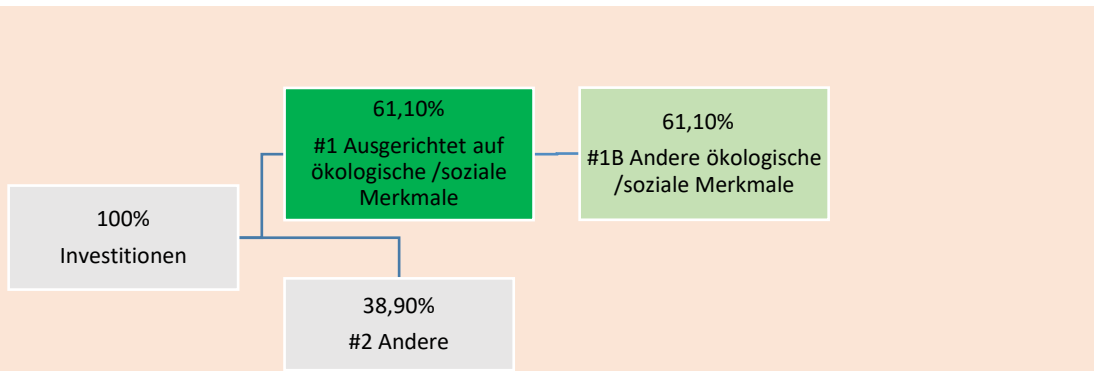 61,10%
#1 Ausgerichtet auf
ökologische /soziale
Merkmale
61,10%
#1B Andere ökologische
/soziale Merkmale
100%
Investitionen
38,90%
#2 Andere